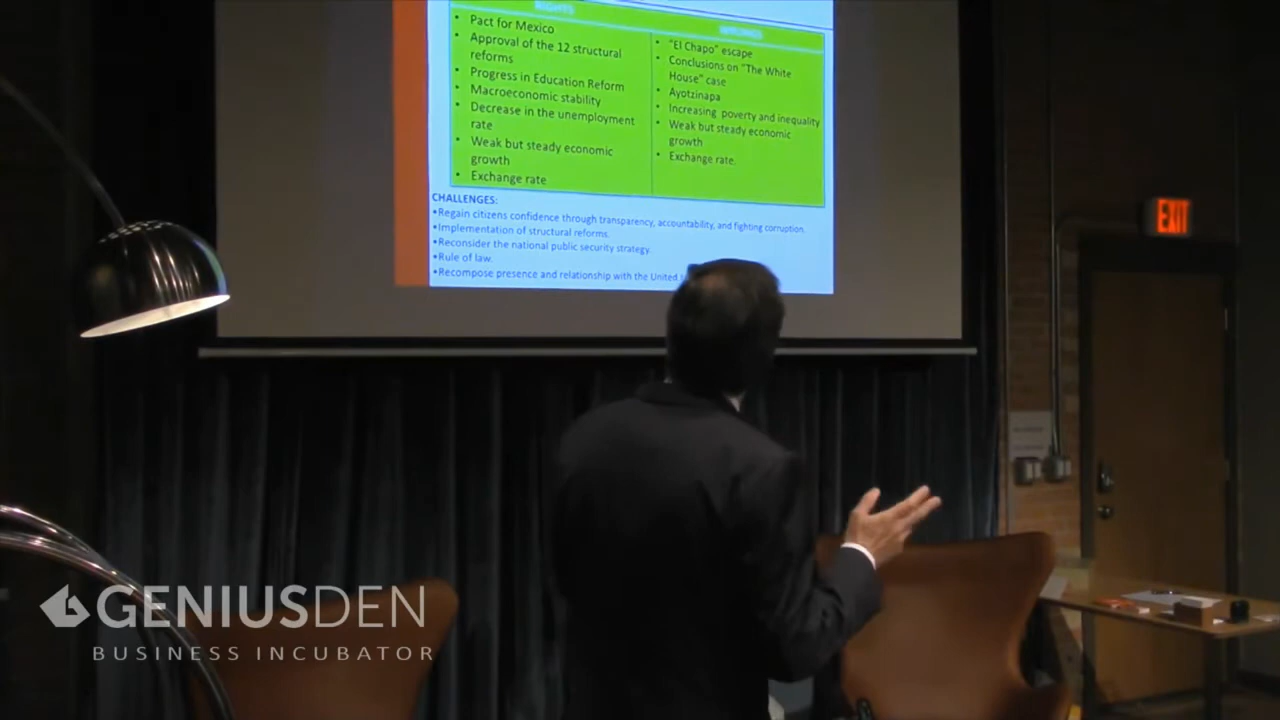 RIGHTS
• Pact for Mexico
• Approval of the 12 structural
reforms
• Progress in Education Reform
• Macroeconomic stability
• Decrease in the unemployment
rate
• Weak but steady economic
growth
• Exchange rate
• "El Chapo" escape
• Conclusions on "The White
House" case
• Ayotzinapa
• Increasing poverty and inequality
• Weak but steady economic
growth
• Exchange rate.
CHALLENGES:
•Regain citizens confidence through transparency, accountability, and fighting corruption.
•Implementation of structural reforms.
•Reconsider the national public security strategy.
•Rule of law.
•Recompose presence and relationship with the United
EXIT
GENIUSDEN
BUSINESS INCUBATOR